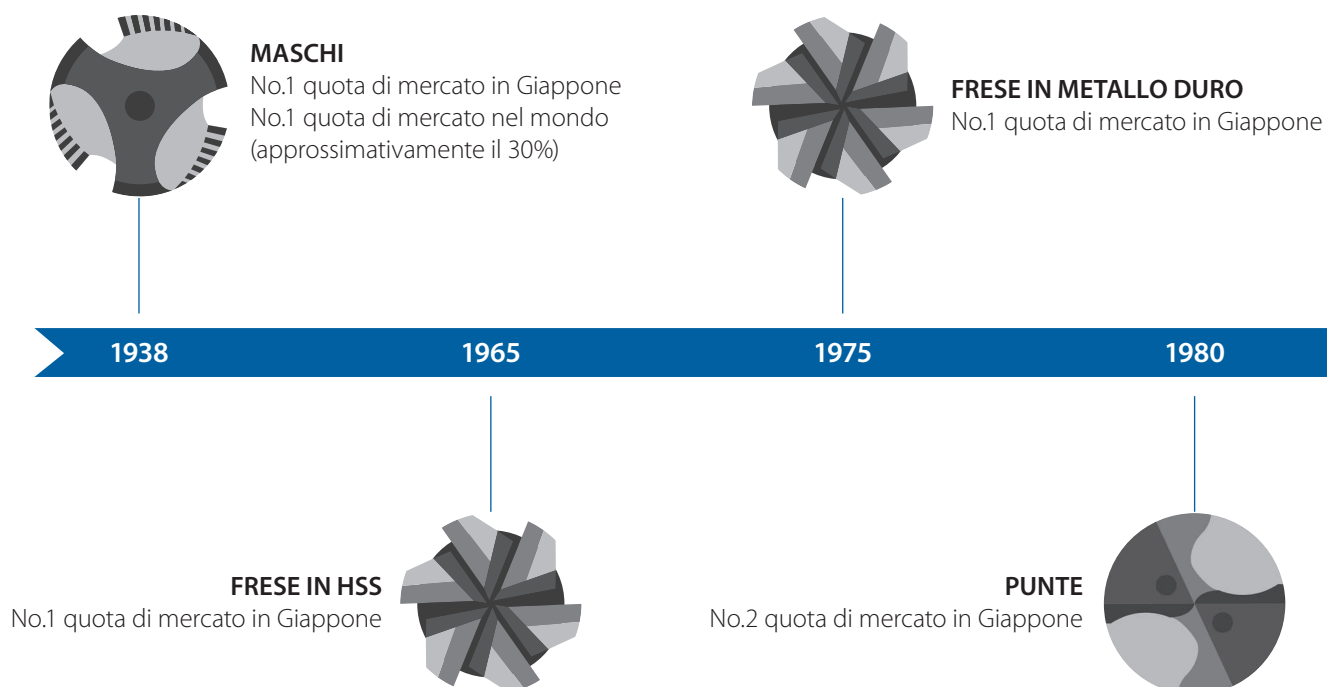 MASCHI
No.1 quota di mercato in Giappone
No.1 quota di mercato nel mondo
(approssimativamente il 30%)
FRESE IN METALLO DURO
No.1 quota di mercato in Giappone
1938
1965
1975
1980
FRESE IN HSS
No.1 quota di mercato in Giappone
PUNTE
No.2 quota di mercato in Giappone